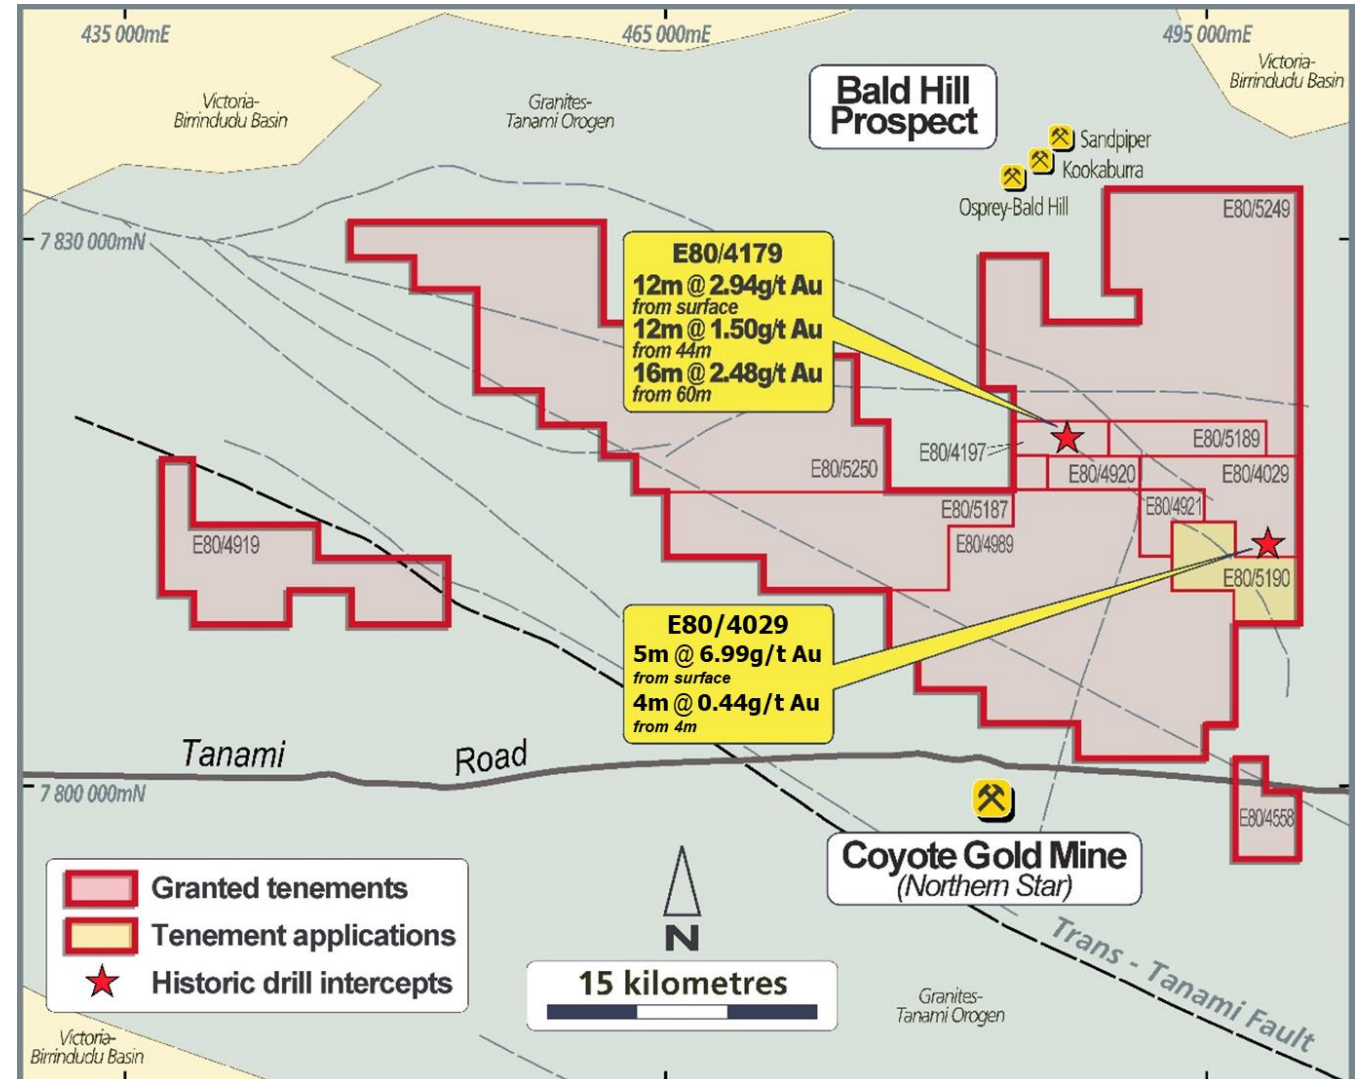 435 000mE
465 000mE
495 000mE
Victoria-
Birrindudu Basin
Granites-
Tanami Orogen
Bald Hill
Prospect
Victoria-
Birrindudu Basin
Sandpiper
Kookaburra
Osprey-Bald Hill
E80/5249
7 830 000mN
E80/4179
12m @ 2.94g/t Au
from surface
12m @ 1.50g/t Au
from 44m
16m @ 2.48g/t Au
from 60m
E80/4197
E80/5189
E80/5250
E80/4920
E80/4029
E80/5187
E80/4921
E80/4919
E80/4989
E80/5190
E80/4029
5m @ 6.99g/t Au
from surface
4m @ 0.44g/t Au
from 4m
Tanami Road
7 800 000mN
E80/4558
Coyote Gold Mine
(Northern Star)
Granted tenements
Tenement applications
Historic drill intercepts
N
15 kilometres
Trans - Tanami Fault
Granites-
Tanami Orogen
Victoria-
Birrindudu Basin